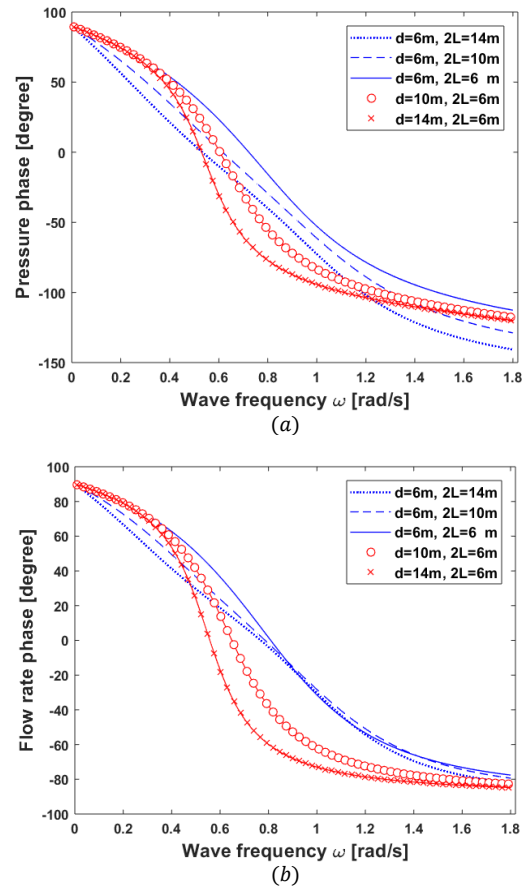 100
50
0
-50
-100
-150
Pressure phase [degree]
d=6m, 2L=14m
d=6m, 2L=10m
d=6m, 2L=6 m
d=10m, 2L=6m
d=14m, 2L=6m
0 0.2 0.4 0.6 0.8 1 1.2 1.4 1.6 1.8
Wave frequency ω [rad/s]
(a)
100
80
60
40
20
0
-20
-40
-60
-80
-100
Flow rate phase [degree]
d=6m, 2L=14m
d=6m, 2L=10m
d=6m, 2L=6 m
d=10m, 2L=6m
d=14m, 2L=6m
0 0.2 0.4 0.6 0.8 1 1.2 1.4 1.6 1.8
Wave frequency ω [rad/s]
(b)